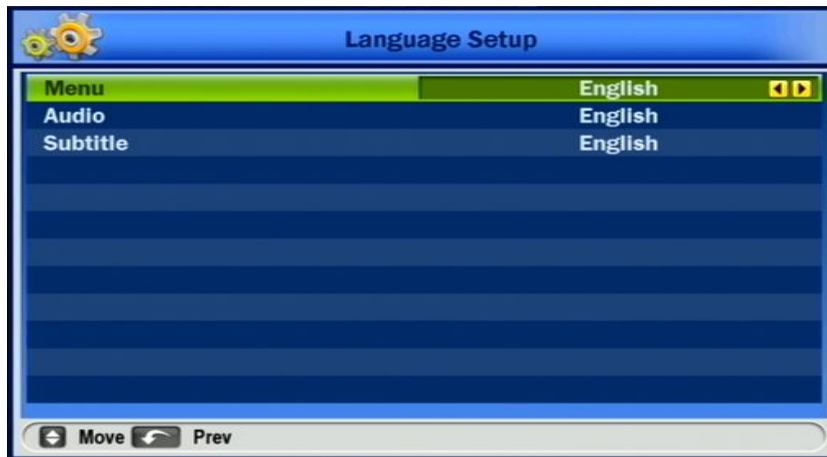 Language Setup
Menu English
Audio English
Subtitle English
Move Prev